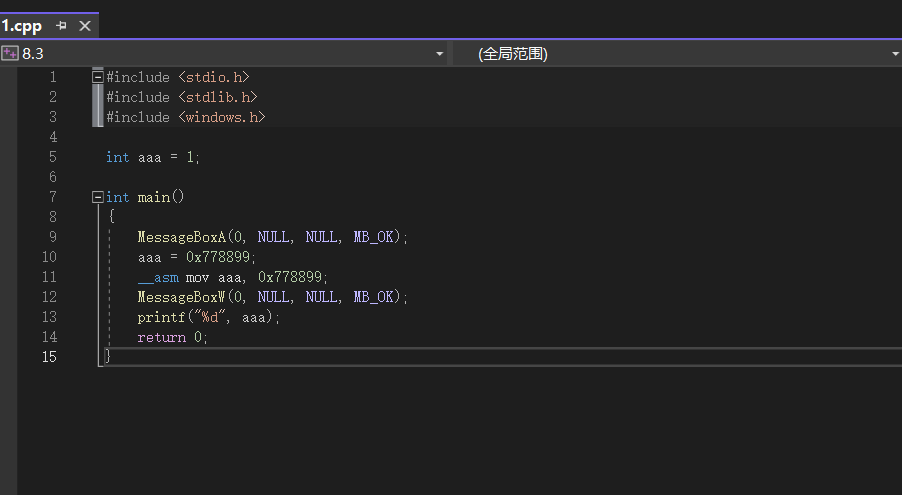 1.cpp
8.3 (全局范围)
1 #include <stdio.h>
2 #include <stdlib.h>
3 #include <windows.h>
4
5 int aaa = 1;
6
7 int main()
8 {
9 MessageBoxA(0, NULL, NULL, MB_OK);
10 aaa = 0x778899;
11 __asm mov aaa, 0x778899;
12 MessageBoxW(0, NULL, NULL, MB_OK);
13 printf("%d", aaa);
14 return 0;
15 }